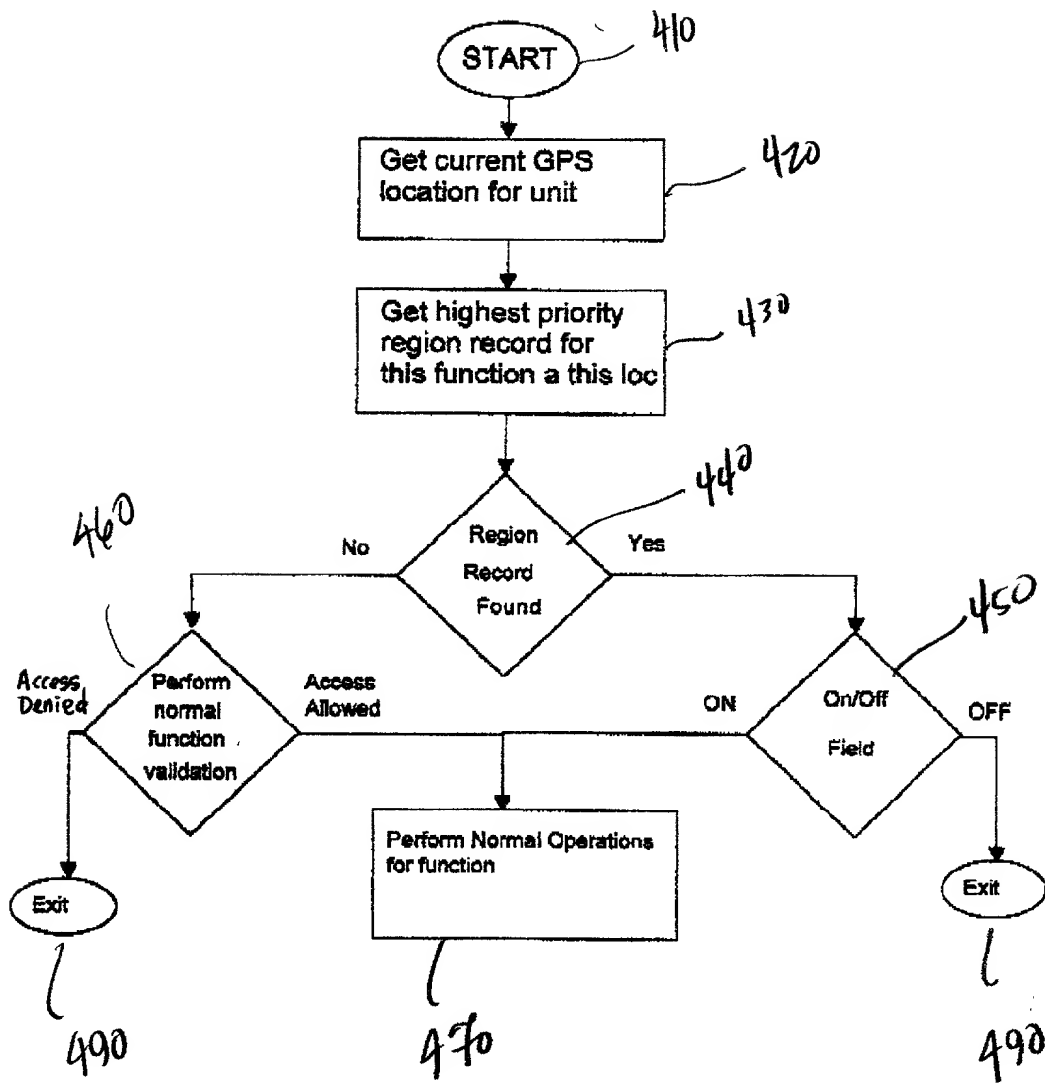 START
410
Get current GPS
location for unit
420
Get highest priority
region record for
this function a this loc
430
440
Region
Record
Found
No
Yes
460
450
Access
Denied
Perform
normal
function
validation
Access
Allowed
ON
On/Off
Field
OFF
Perform Normal Operations
for function
Exit
Exit
490
470
490